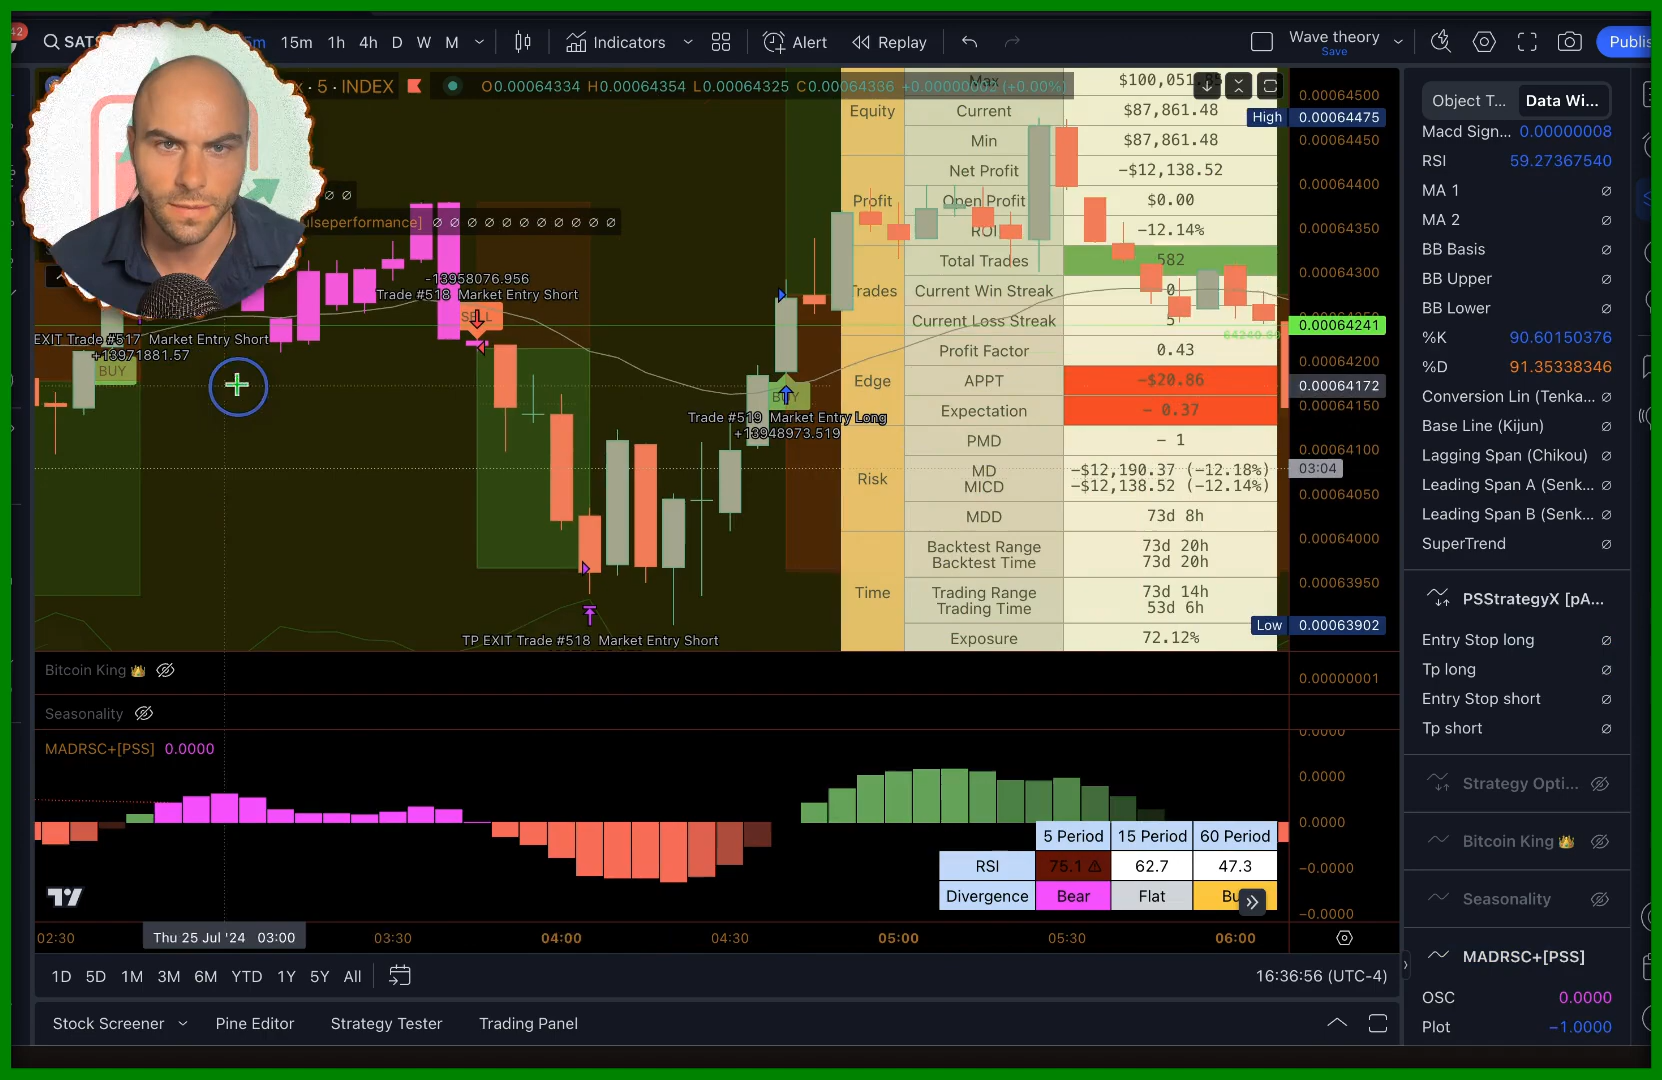 42
SATS
5m
15m
1h
4h
D
W
M
Indicators
Alert
Replay
Wave theory
Save
Publis
· 5 · INDEX
O0.00064334 H0.00064354 L0.00064325 C0.00064336
ulseperformance] ∅ ∅ ∅ ∅ ∅ ∅ ∅ ∅ ∅ ∅
∅ ∅
-13958076.956
Trade #518 Market Entry Short
SELL
EXIT Trade #517 Market Entry Short
+13971881.57
BUY
BUY
Trade #519 Market Entry Long
+13948973.519
TP EXIT Trade #518 Market Entry Short
Max $100,051.85
Equity Current $87,861.48
Min $87,861.48
Net Profit −$12,138.52
Profit Open Profit $0.00
ROI −12.14%
Total Trades 582
Trades Current Win Streak 0
Current Loss Streak 5
Profit Factor 0.43
Edge APPT −$20.86
Expectation − 0.37
PMD − 1
Risk MD −$12,190.37 (−12.18%)
MICD −$12,138.52 (−12.14%)
MDD 73d 8h
Backtest Range 73d 20h
Backtest Time 73d 20h
Time Trading Range 73d 14h
Trading Time 53d 6h
Exposure 72.12%
0.00064500
High 0.00064475
0.00064450
0.00064400
0.00064350
0.00064300
0.00064241
0.00064200
0.00064172
0.00064150
0.00064100
03:04
0.00064050
0.00064000
0.00063950
Low 0.00063902
Bitcoin King 👑
0.00000001
Seasonality
MADRSC+[PSS] 0.0000
0.0000
0.0000
0.0000
−0.0000
−0.0000
5 Period 15 Period 60 Period
RSI 75.1 ⚠ 62.7 47.3
Divergence Bear Flat Bu
02:30
Thu 25 Jul '24 03:00
03:30
04:00
04:30
05:00
05:30
06:00
1D 5D 1M 3M 6M YTD 1Y 5Y All
16:36:56 (UTC-4)
Stock Screener
Pine Editor
Strategy Tester
Trading Panel
Object T...
Data Wi...
Macd Sign... 0.00000008
RSI 59.27367540
MA 1 ∅
MA 2 ∅
BB Basis ∅
BB Upper ∅
BB Lower ∅
%K 90.60150376
%D 91.35338346
Conversion Lin (Tenka... ∅
Base Line (Kijun) ∅
Lagging Span (Chikou) ∅
Leading Span A (Senk... ∅
Leading Span B (Senk... ∅
SuperTrend ∅
PSStrategyX [pA...
Entry Stop long ∅
Tp long ∅
Entry Stop short ∅
Tp short ∅
Strategy Opti...
Bitcoin King 👑
Seasonality
MADRSC+[PSS]
OSC 0.0000
Plot −1.0000